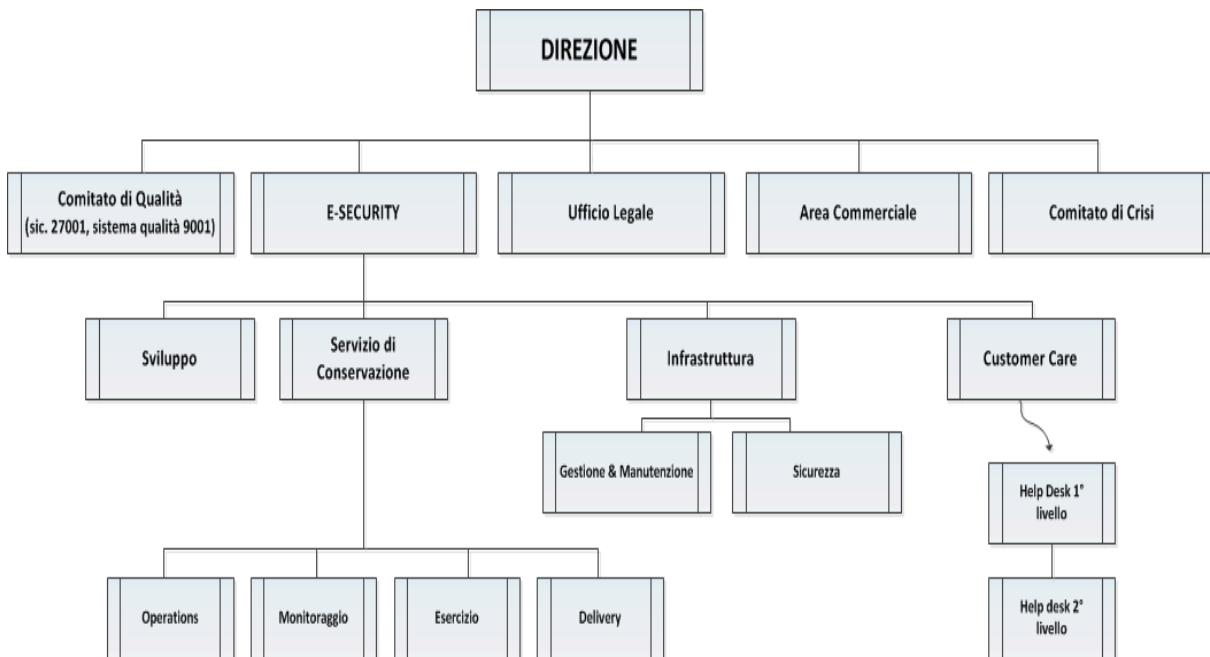 DIREZIONE
Comitato di Qualità
(sic. 27001, sistema qualità 9001)
E-SECURITY
Ufficio Legale
Area Commerciale
Comitato di Crisi
Sviluppo
Servizio di
Conservazione
Infrastruttura
Customer Care
Gestione & Manutenzione
Sicurezza
Help Desk 1°
livello
Operations
Monitoraggio
Esercizio
Delivery
Help desk 2°
livello